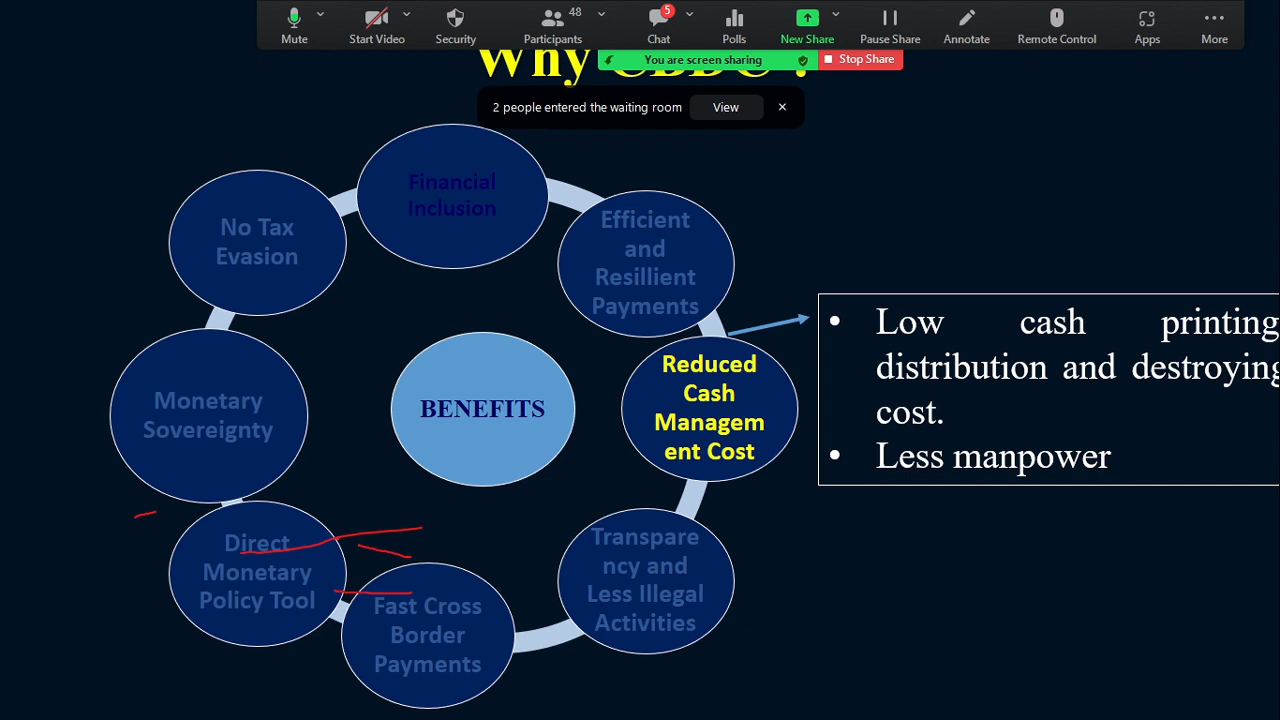 Mute
Start Video
Security
Participants
48
Chat
5
Polls
New Share
Pause Share
Annotate
Remote Control
Apps
More
You are screen sharing
Stop Share
Why CBDC ?
2 people entered the waiting room
View
Financial
Inclusion
Efficient
and
Resillient
Payments
Reduced
Cash
Managem
ent Cost
Transpare
ncy and
Less Illegal
Activities
Fast Cross
Border
Payments
Direct
Monetary
Policy Tool
Monetary
Sovereignty
No Tax
Evasion
BENEFITS
• Low cash printing
distribution and destroying
cost.
• Less manpower